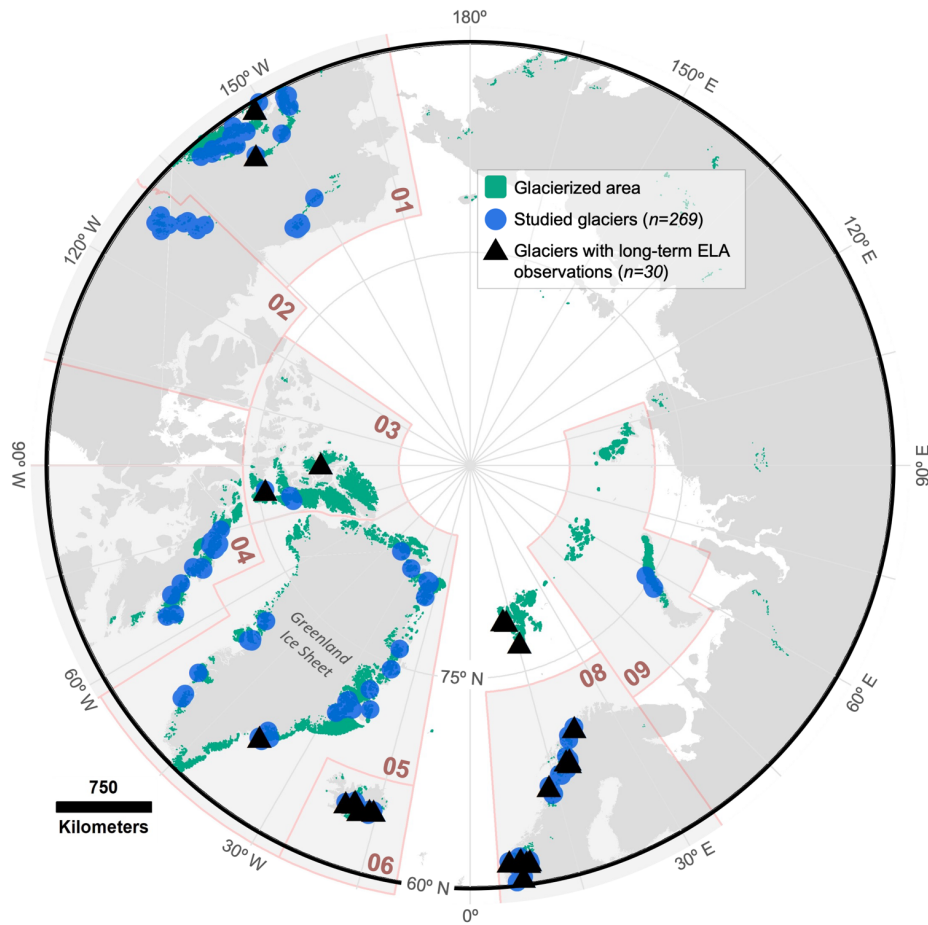 180º
150º W
150º E
120º W
120º E
90º W
90º E
60º W
60º E
30º W
30º E
0º
60º N
75º N
Glacierized area
Studied glaciers (n=269)
Glaciers with long-term ELA
observations (n=30)
01
02
03
04
05
06
08
09
Greenland
Ice Sheet
750
Kilometers